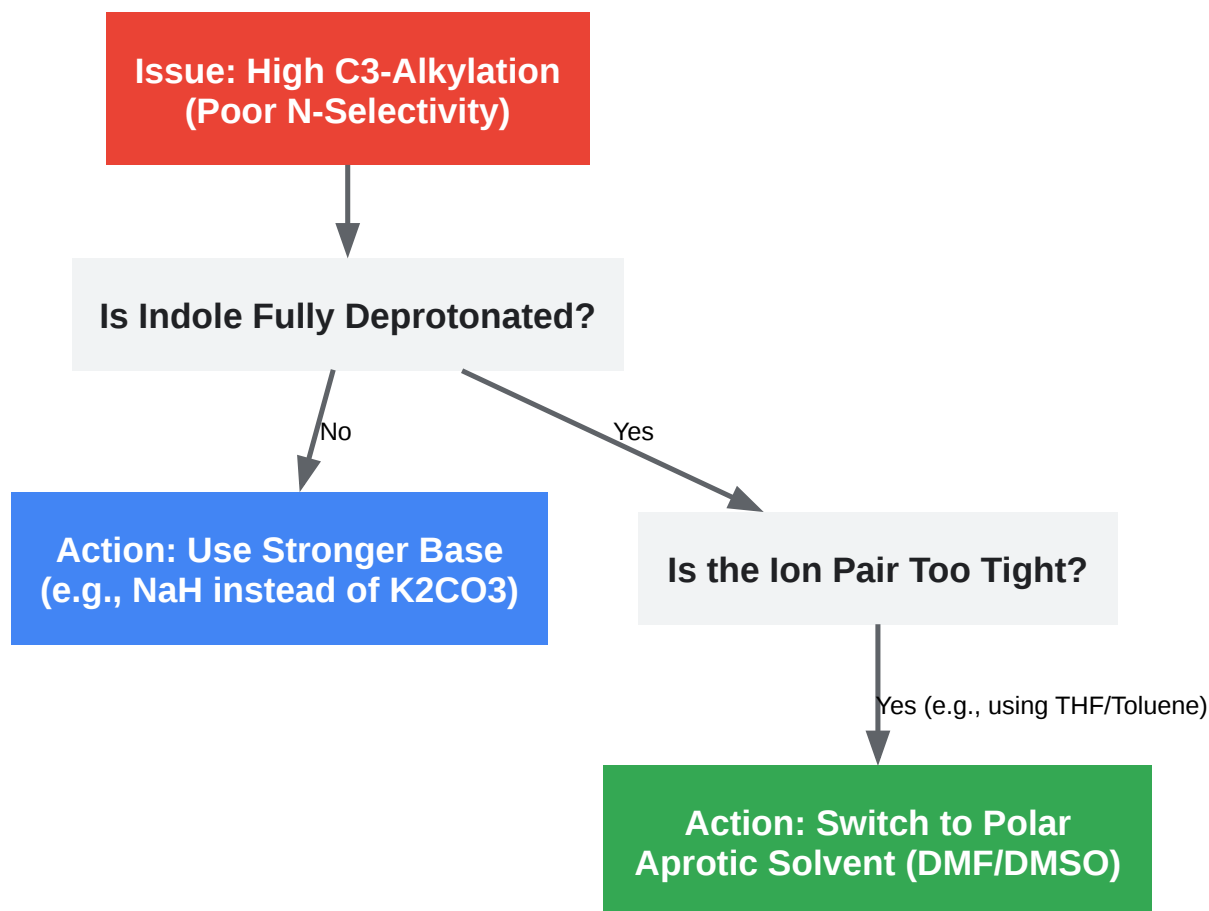 Issue: High C3-Alkylation
(Poor N-Selectivity)
Is Indole Fully Deprotonated?
No
Yes
Action: Use Stronger Base
(e.g., NaH instead of K2CO3)
Is the Ion Pair Too Tight?
Yes (e.g., using THF/Toluene)
Action: Switch to Polar
Aprotic Solvent (DMF/DMSO)